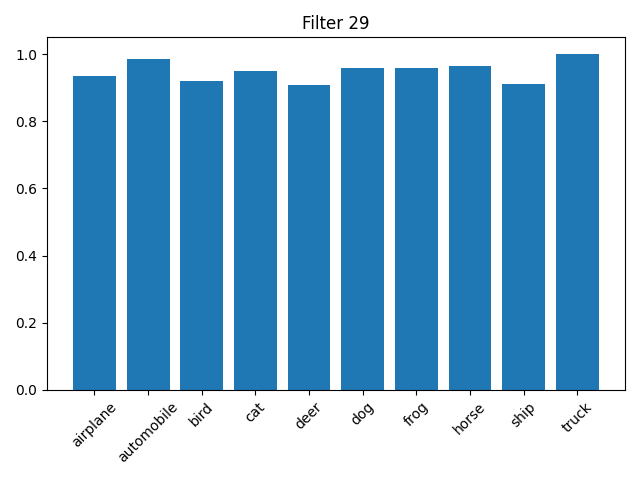 Filter 29
1.0
0.8
0.6
0.4
0.2
0.0
airplane
automobile
bird
cat
deer
dog
frog
horse
ship
truck